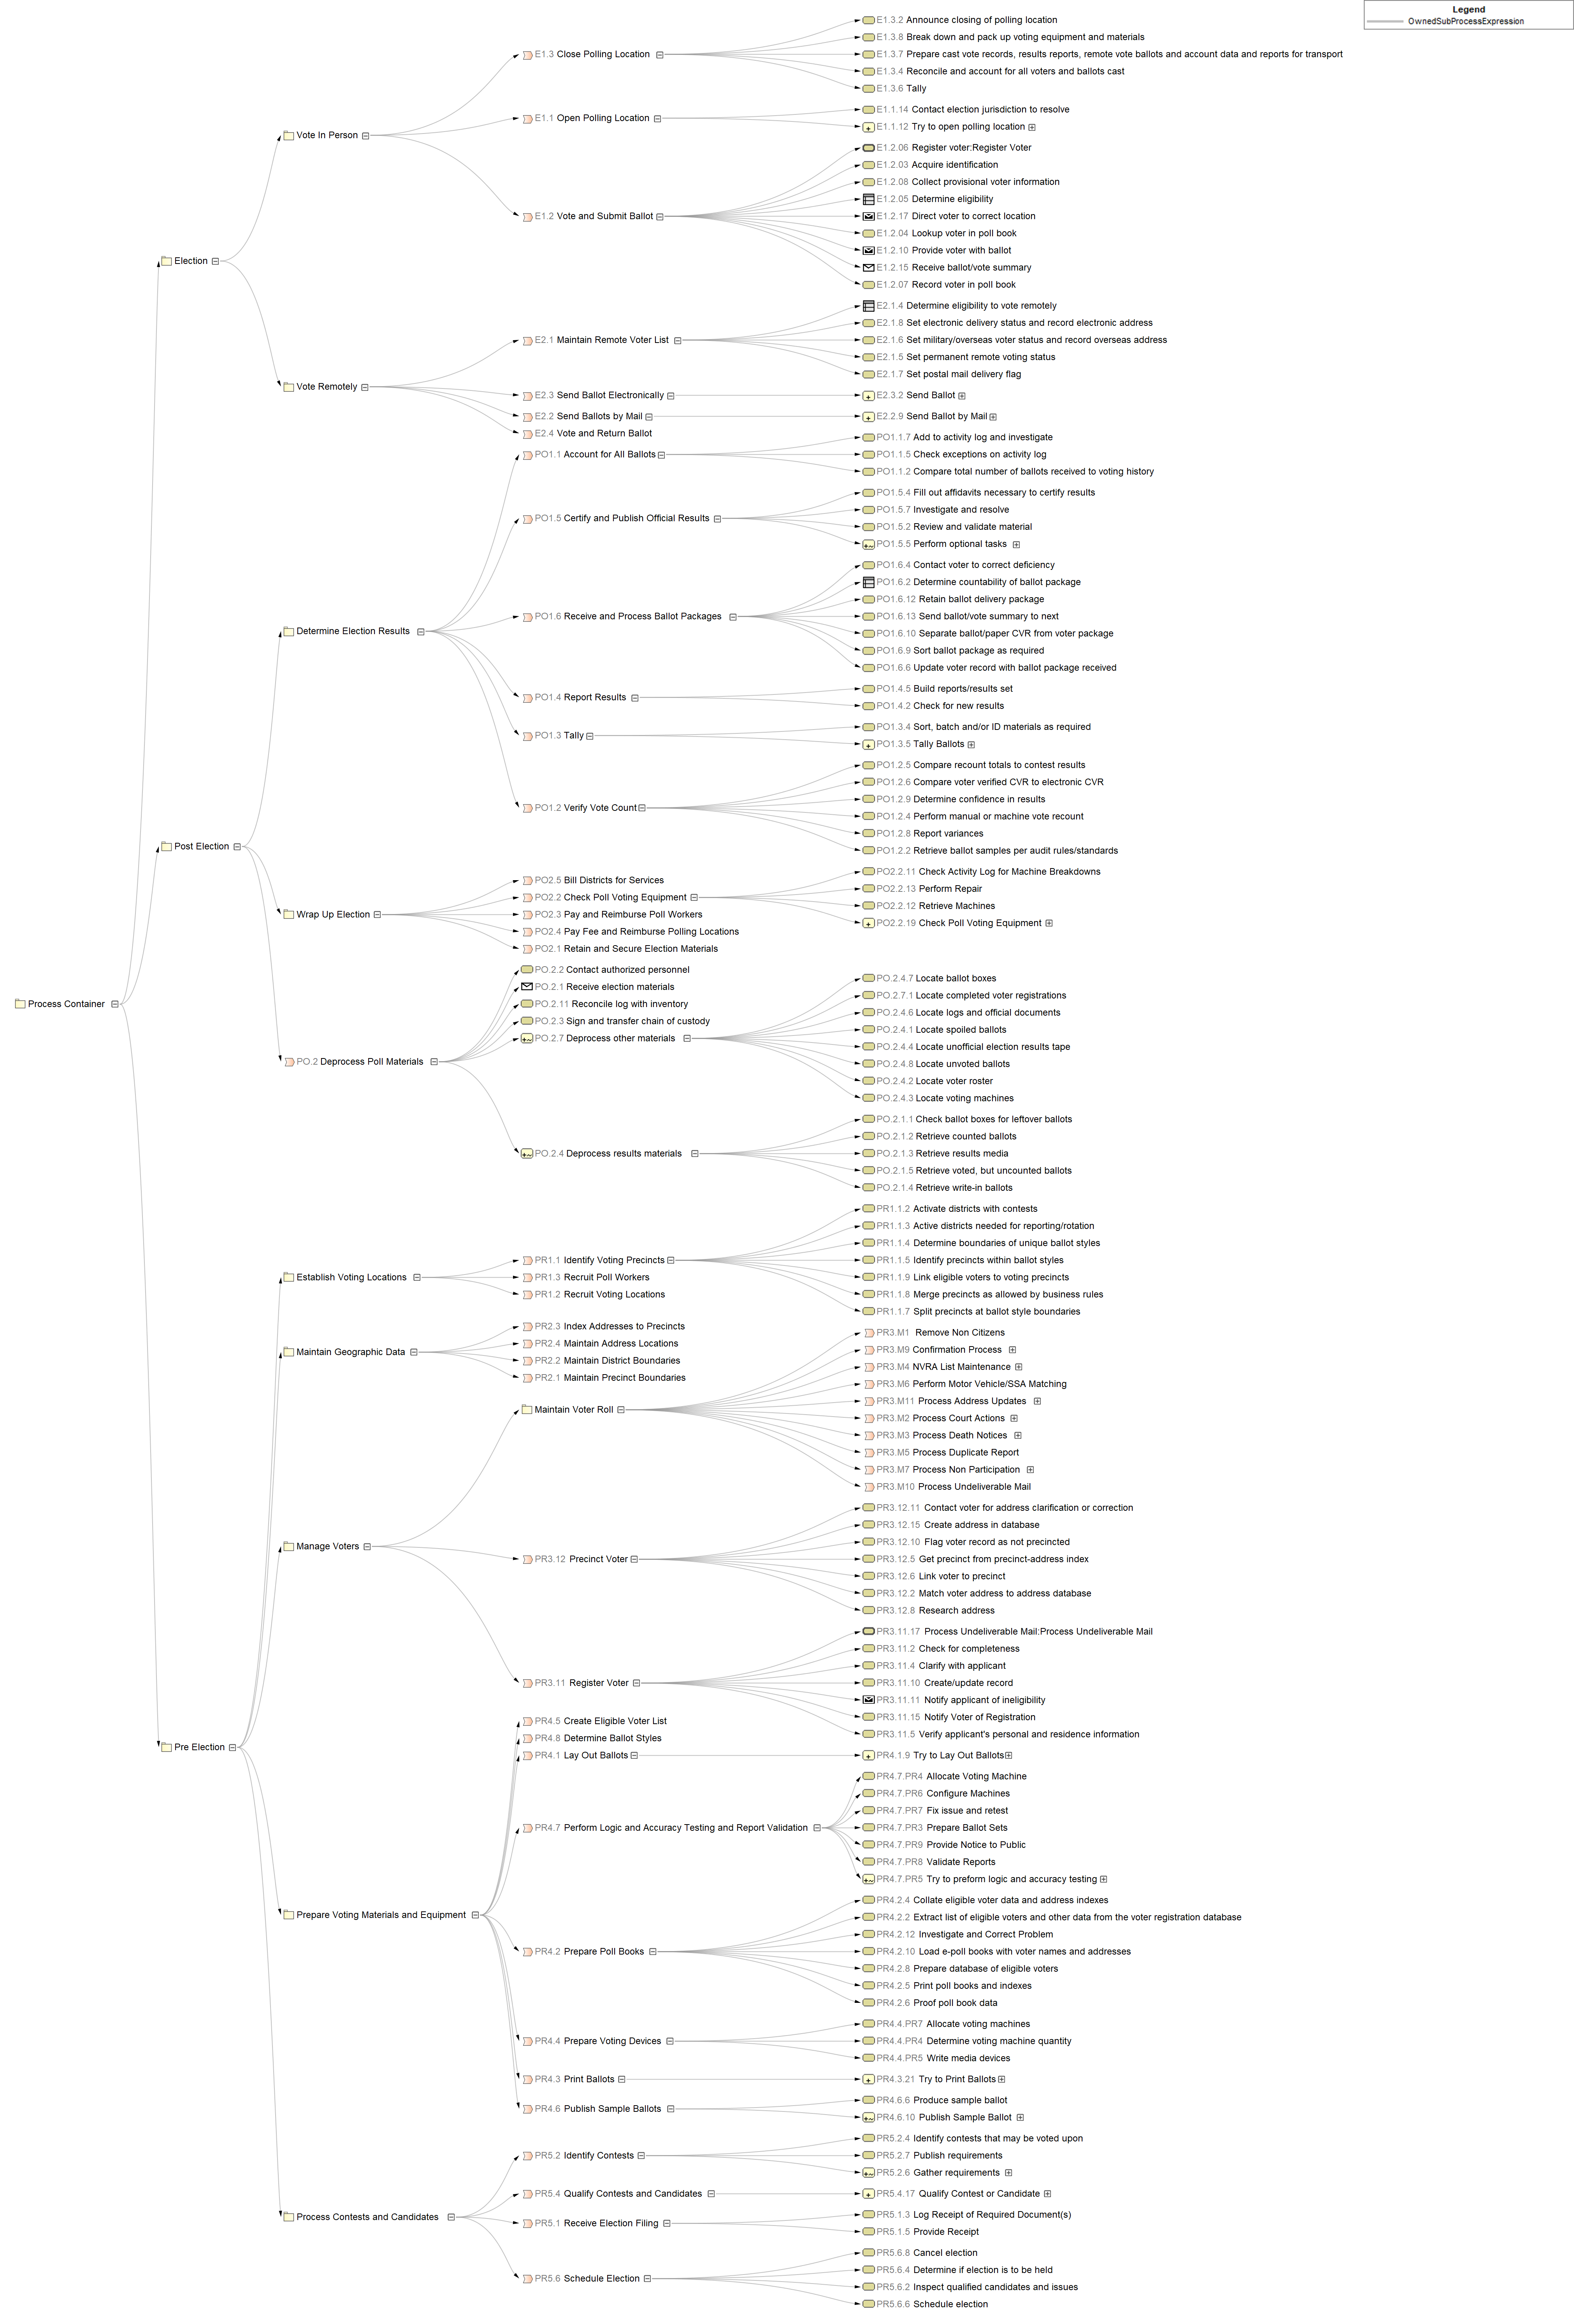 Legend
OwnedSubProcessExpression
Process Container
Election
Vote In Person
E1.3 Close Polling Location
E1.3.2 Announce closing of polling location
E1.3.8 Break down and pack up voting equipment and materials
E1.3.7 Prepare cast vote records, results reports, remote vote ballots and account data and reports for transport
E1.3.4 Reconcile and account for all voters and ballots cast
E1.3.6 Tally
E1.1 Open Polling Location
E1.1.14 Contact election jurisdiction to resolve
E1.1.12 Try to open polling location
E1.2 Vote and Submit Ballot
E1.2.06 Register voter:Register Voter
E1.2.03 Acquire identification
E1.2.08 Collect provisional voter information
E1.2.05 Determine eligibility
E1.2.17 Direct voter to correct location
E1.2.04 Lookup voter in poll book
E1.2.10 Provide voter with ballot
E1.2.15 Receive ballot/vote summary
E1.2.07 Record voter in poll book
Vote Remotely
E2.1 Maintain Remote Voter List
E2.1.4 Determine eligibility to vote remotely
E2.1.8 Set electronic delivery status and record electronic address
E2.1.6 Set military/overseas voter status and record overseas address
E2.1.5 Set permanent remote voting status
E2.1.7 Set postal mail delivery flag
E2.3 Send Ballot Electronically
E2.3.2 Send Ballot
E2.2 Send Ballots by Mail
E2.2.9 Send Ballot by Mail
E2.4 Vote and Return Ballot
Post Election
Determine Election Results
PO1.1 Account for All Ballots
PO1.1.7 Add to activity log and investigate
PO1.1.5 Check exceptions on activity log
PO1.1.2 Compare total number of ballots received to voting history
PO1.5 Certify and Publish Official Results
PO1.5.4 Fill out affidavits necessary to certify results
PO1.5.7 Investigate and resolve
PO1.5.2 Review and validate material
PO1.5.5 Perform optional tasks
PO1.6 Receive and Process Ballot Packages
PO1.6.4 Contact voter to correct deficiency
PO1.6.2 Determine countability of ballot package
PO1.6.12 Retain ballot delivery package
PO1.6.13 Send ballot/vote summary to next
PO1.6.10 Separate ballot/paper CVR from voter package
PO1.6.9 Sort ballot package as required
PO1.6.6 Update voter record with ballot package received
PO1.4 Report Results
PO1.4.5 Build reports/results set
PO1.4.2 Check for new results
PO1.3 Tally
PO1.3.4 Sort, batch and/or ID materials as required
PO1.3.5 Tally Ballots
PO1.2 Verify Vote Count
PO1.2.5 Compare recount totals to contest results
PO1.2.6 Compare voter verified CVR to electronic CVR
PO1.2.9 Determine confidence in results
PO1.2.4 Perform manual or machine vote recount
PO1.2.8 Report variances
PO1.2.2 Retrieve ballot samples per audit rules/standards
Wrap Up Election
PO2.5 Bill Districts for Services
PO2.2 Check Poll Voting Equipment
PO2.2.11 Check Activity Log for Machine Breakdowns
PO2.2.13 Perform Repair
PO2.2.12 Retrieve Machines
PO2.2.19 Check Poll Voting Equipment
PO2.3 Pay and Reimburse Poll Workers
PO2.4 Pay Fee and Reimburse Polling Locations
PO2.1 Retain and Secure Election Materials
PO.2 Deprocess Poll Materials
PO.2.2 Contact authorized personnel
PO.2.1 Receive election materials
PO.2.11 Reconcile log with inventory
PO.2.3 Sign and transfer chain of custody
PO.2.7 Deprocess other materials
PO.2.4.7 Locate ballot boxes
PO.2.7.1 Locate completed voter registrations
PO.2.4.6 Locate logs and official documents
PO.2.4.1 Locate spoiled ballots
PO.2.4.4 Locate unofficial election results tape
PO.2.4.8 Locate unvoted ballots
PO.2.4.2 Locate voter roster
PO.2.4.3 Locate voting machines
PO.2.4 Deprocess results materials
PO.2.1.1 Check ballot boxes for leftover ballots
PO.2.1.2 Retrieve counted ballots
PO.2.1.3 Retrieve results media
PO.2.1.5 Retrieve voted, but uncounted ballots
PO.2.1.4 Retrieve write-in ballots
Pre Election
Establish Voting Locations
PR1.1 Identify Voting Precincts
PR1.1.2 Activate districts with contests
PR1.1.3 Active districts needed for reporting/rotation
PR1.1.4 Determine boundaries of unique ballot styles
PR1.1.5 Identify precincts within ballot styles
PR1.1.9 Link eligible voters to voting precincts
PR1.1.8 Merge precincts as allowed by business rules
PR1.1.7 Split precincts at ballot style boundaries
PR1.3 Recruit Poll Workers
PR1.2 Recruit Voting Locations
Maintain Geographic Data
PR2.3 Index Addresses to Precincts
PR2.4 Maintain Address Locations
PR2.2 Maintain District Boundaries
PR2.1 Maintain Precinct Boundaries
Manage Voters
Maintain Voter Roll
PR3.M1 Remove Non Citizens
PR3.M9 Confirmation Process
PR3.M4 NVRA List Maintenance
PR3.M6 Perform Motor Vehicle/SSA Matching
PR3.M11 Process Address Updates
PR3.M2 Process Court Actions
PR3.M3 Process Death Notices
PR3.M5 Process Duplicate Report
PR3.M7 Process Non Participation
PR3.M10 Process Undeliverable Mail
PR3.12 Precinct Voter
PR3.12.11 Contact voter for address clarification or correction
PR3.12.15 Create address in database
PR3.12.10 Flag voter record as not precincted
PR3.12.5 Get precinct from precinct-address index
PR3.12.6 Link voter to precinct
PR3.12.2 Match voter address to address database
PR3.12.8 Research address
PR3.11 Register Voter
PR3.11.17 Process Undeliverable Mail:Process Undeliverable Mail
PR3.11.2 Check for completeness
PR3.11.4 Clarify with applicant
PR3.11.10 Create/update record
PR3.11.11 Notify applicant of ineligibility
PR3.11.15 Notify Voter of Registration
PR3.11.5 Verify applicant's personal and residence information
Prepare Voting Materials and Equipment
PR4.5 Create Eligible Voter List
PR4.8 Determine Ballot Styles
PR4.1 Lay Out Ballots
PR4.1.9 Try to Lay Out Ballots
PR4.7 Perform Logic and Accuracy Testing and Report Validation
PR4.7.PR4 Allocate Voting Machine
PR4.7.PR6 Configure Machines
PR4.7.PR7 Fix issue and retest
PR4.7.PR3 Prepare Ballot Sets
PR4.7.PR9 Provide Notice to Public
PR4.7.PR8 Validate Reports
PR4.7.PR5 Try to preform logic and accuracy testing
PR4.2 Prepare Poll Books
PR4.2.4 Collate eligible voter data and address indexes
PR4.2.2 Extract list of eligible voters and other data from the voter registration database
PR4.2.12 Investigate and Correct Problem
PR4.2.10 Load e-poll books with voter names and addresses
PR4.2.8 Prepare database of eligible voters
PR4.2.5 Print poll books and indexes
PR4.2.6 Proof poll book data
PR4.4 Prepare Voting Devices
PR4.4.PR7 Allocate voting machines
PR4.4.PR4 Determine voting machine quantity
PR4.4.PR5 Write media devices
PR4.3 Print Ballots
PR4.3.21 Try to Print Ballots
PR4.6 Publish Sample Ballots
PR4.6.6 Produce sample ballot
PR4.6.10 Publish Sample Ballot
Process Contests and Candidates
PR5.2 Identify Contests
PR5.2.4 Identify contests that may be voted upon
PR5.2.7 Publish requirements
PR5.2.6 Gather requirements
PR5.4 Qualify Contests and Candidates
PR5.4.17 Qualify Contest or Candidate
PR5.1 Receive Election Filing
PR5.1.3 Log Receipt of Required Document(s)
PR5.1.5 Provide Receipt
PR5.6 Schedule Election
PR5.6.8 Cancel election
PR5.6.4 Determine if election is to be held
PR5.6.2 Inspect qualified candidates and issues
PR5.6.6 Schedule election